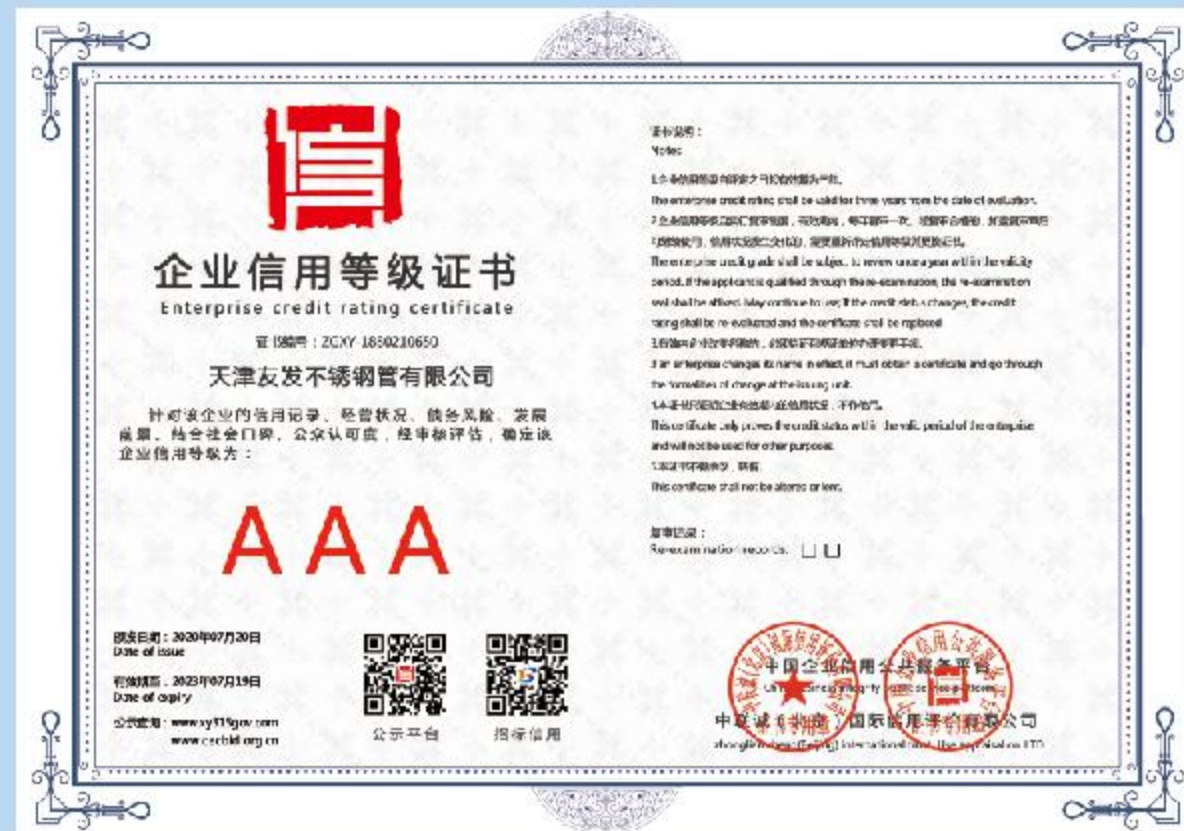 信
企业信用等级证书
Enterprise credit rating certificate
证书编号：ZCXY-1850210650
天津友发不锈钢管有限公司
针对该企业的信用记录、经营状况、债务风险、发展
前景、结合社会口碑、公众认可度，经审核评估，确定该
企业信用等级为：
AAA
颁发日期：2020年07月20日
Date of issue
有效期至：2023年07月19日
Date of expiry
公示查询：www.xy315gov.com
www.cscbid.org.cn
公示平台
招标信用
证书说明：
Notes
The enterprise credit rating shall be valid for three years from the date of evaluation.
The enterprise credit grade shall be subject to review once a year within the validity
period. If the applicant is qualified through the re-examination, the re-examination
seal shall be affixed. May continue to use; If the credit status changes, the credit
rating shall be re-evaluated and the certificate shall be replaced
If an enterprise changes its name in effect, it must obtain a certificate and go through
the formalities of change at the issuing unit.
This certificate only proves the credit status within the valid period of the enterprise
and will not be used for other purposes.
This certificate shall not be altered or lent.
复审记录：
Re-examination records:
中国企业信用公共服务平台
中联诚（北京）国际信用评价有限公司